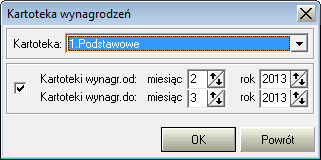 Kartoteka wynagrodzeń
Kartoteka: 1.Podstawowe
Kartoteki wynagr.od: miesiąc 2 rok 2013
Kartoteki wynagr.do: miesiąc 3 rok 2013
OK Powrót